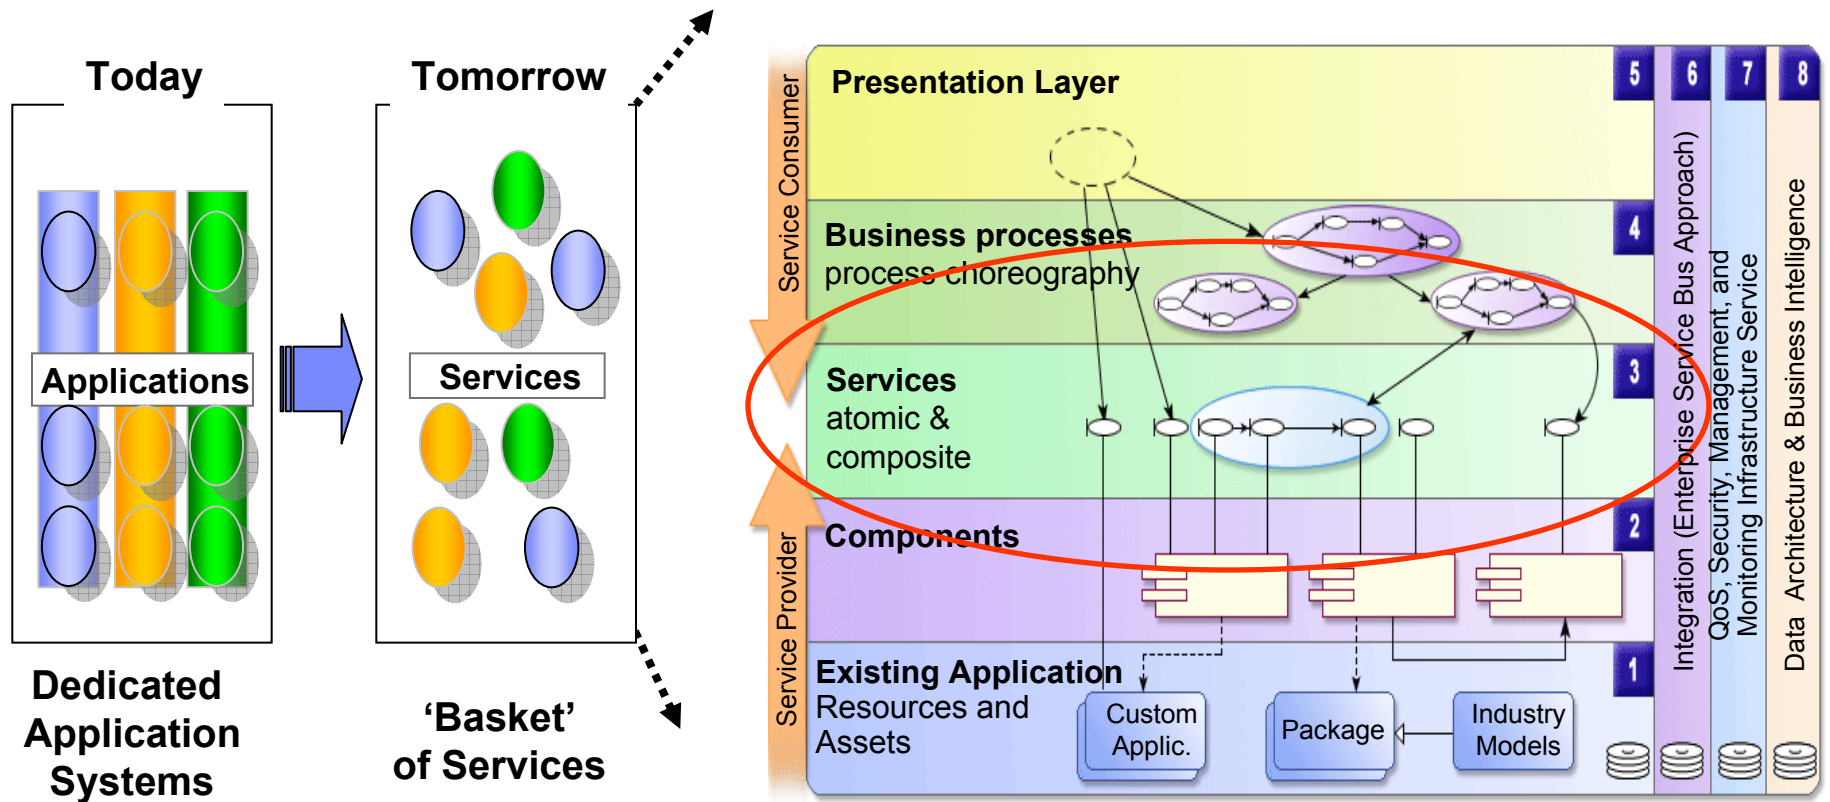 Today
Applications
Dedicated
Application
Systems
Tomorrow
Services
‘Basket’
of Services
Service Consumer
Service Provider
Presentation Layer
5
Business processes
process choreography
4
Services
atomic &
composite
3
Components
2
Existing Application
Resources and
Assets
1
Custom
Applic.
Package
Industry
Models
6
Integration (Enterprise Service Bus Approach)
7
QoS, Security, Management, and
Monitoring Infrastructure Service
8
Data Architecture & Business Intelligence